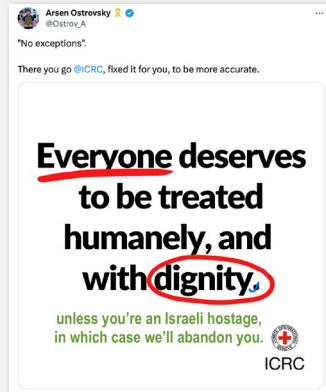 Arsen Ostrovsky
@Ostrov_A
"No exceptions".
There you go @ICRC, fixed it for you, to be more accurate.
Everyone deserves
to be treated
humanely, and
with dignity.
unless you're an Israeli hostage,
in which case we'll abandon you.
ICRC